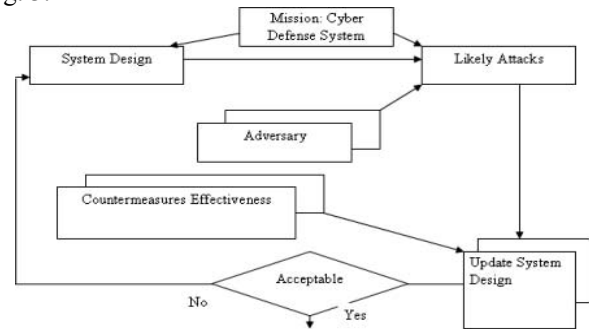 Mission: Cyber
Defense System
System Design
Likely Attacks
Adversary
Countermeasures Effectiveness
Update System
Design
Acceptable
No
Yes